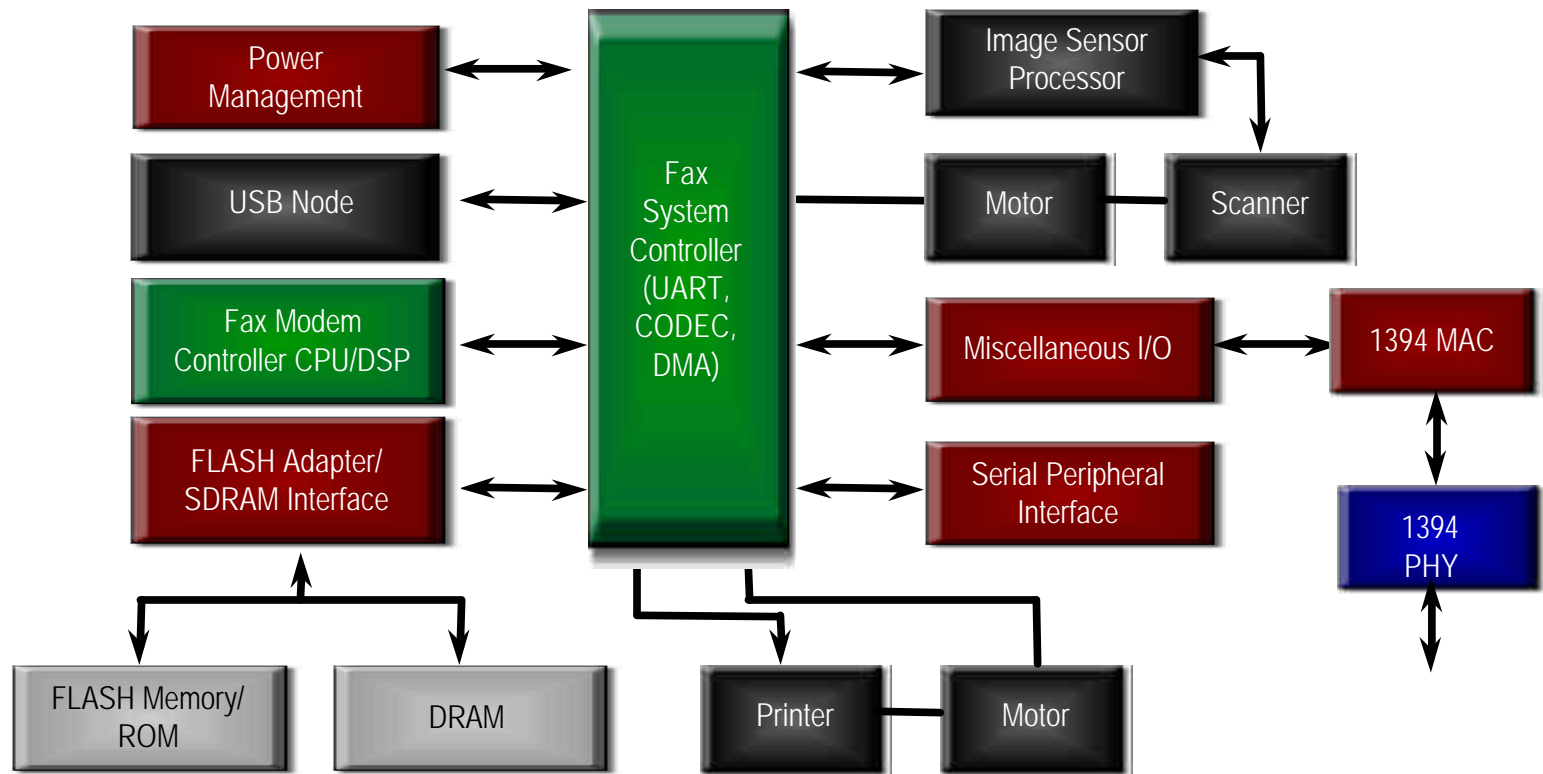 Power
Management
USB Node
Fax Modem
Controller CPU/DSP
FLASH Adapter/
SDRAM Interface
FLASH Memory/
ROM
DRAM
Fax
System
Controller
(UART,
CODEC,
DMA)
Image Sensor
Processor
Motor
Scanner
Miscellaneous I/O
1394 MAC
Serial Peripheral
Interface
1394
PHY
Printer
Motor